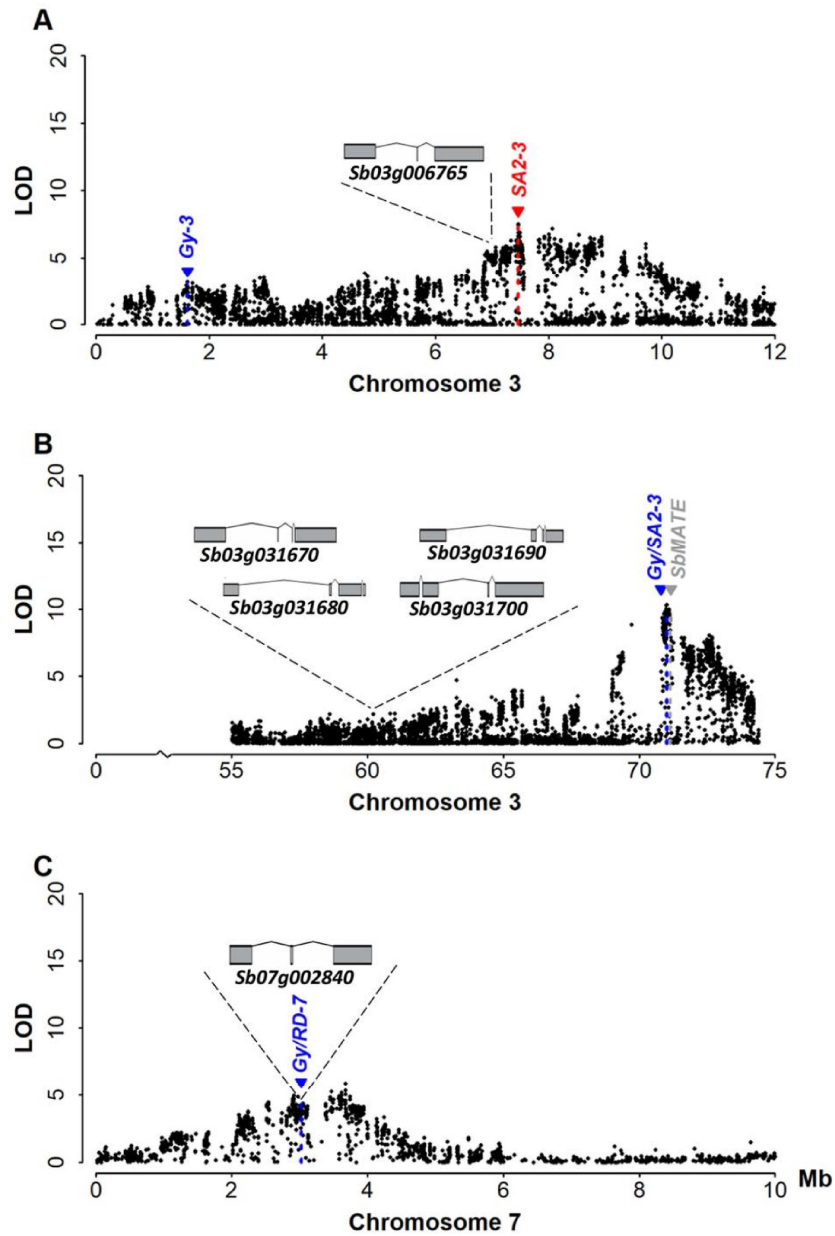 A
20
15
10
5
0
LOD
Sb03g006765
Gy-3
SA2-3
0 2 4 6 8 10 12
Chromosome 3
B
20
15
10
5
0
LOD
Sb03g031670
Sb03g031690
Sb03g031680
Sb03g031700
Gy/SA2-3
SbMATE
0 55 60 65 70 75
Chromosome 3
C
20
15
10
5
0
LOD
Sb07g002840
Gy/RD-7
0 2 4 6 8 10 Mb
Chromosome 7